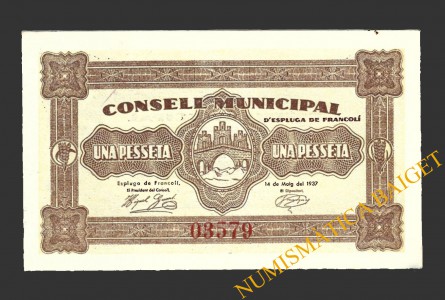 CONSELL MUNICIPAL
D'ESPLUGA DE FRANCOLÍ
UNA PESSETA
UNA PESSETA
Espluga de Francolí, 14 de Maig del 1937
El President del Consell, El Dipositari,
03579
NUMISMÀTICA BAIGET